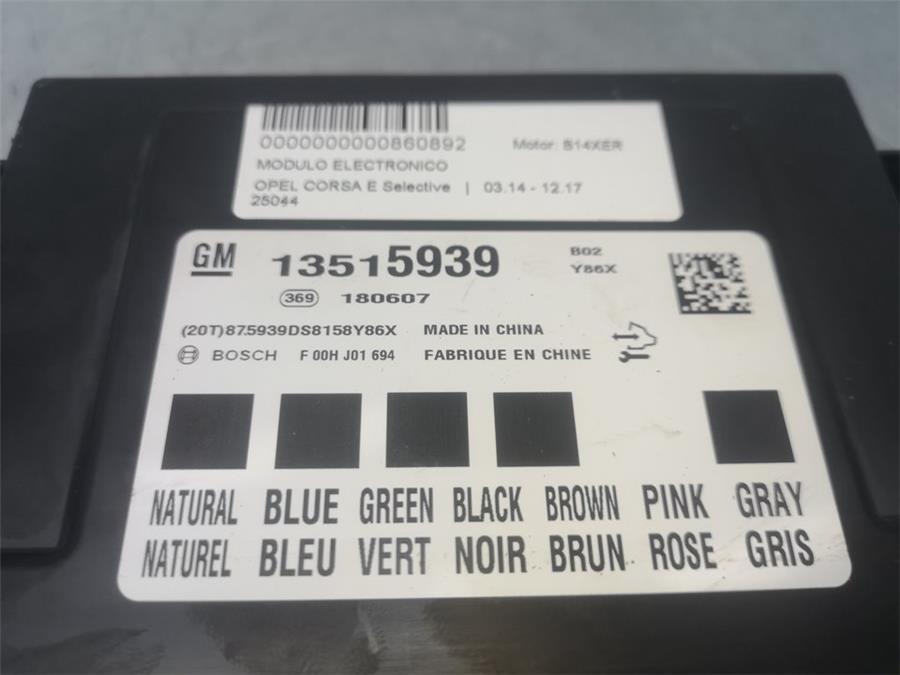 0000000000860892 Motor: B14XER
MODULO ELECTRONICO
OPEL CORSA E Selective | 03.14 - 12.17
25044
GM 13515939 B02
Y86X
369 180607
(20T)875939DS8158Y86X MADE IN CHINA
BOSCH F 00H J01 694 FABRIQUE EN CHINE
NATURAL BLUE GREEN BLACK BROWN PINK GRAY
NATUREL BLEU VERT NOIR BRUN ROSE GRIS